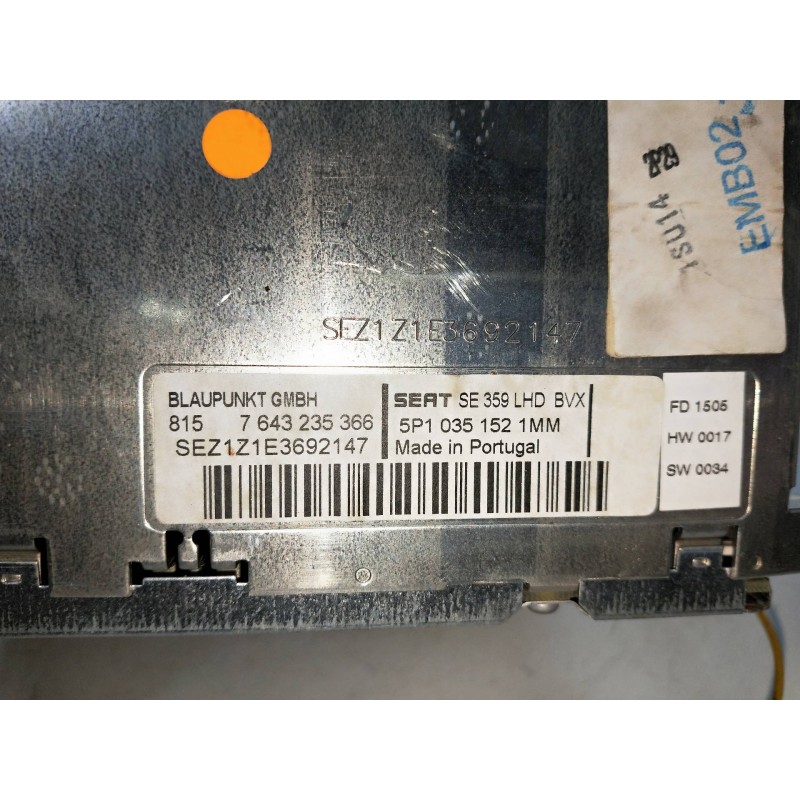 EMB02
1SU14
SEZ1Z1E3692147
BLAUPUNKT GMBH
815 7 643 235 366
SEZ1Z1E3692147
SEAT SE 359 LHD BVX
5P1 035 152 1MM
Made in Portugal
FD 1505
HW 0017
SW 0034